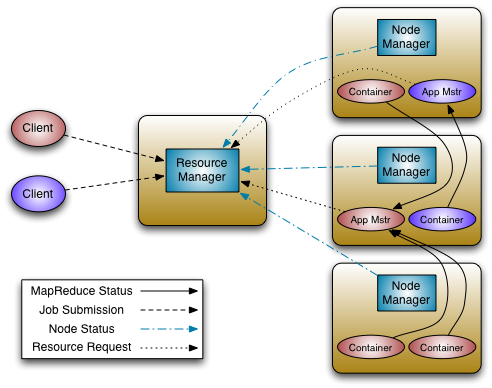 Node
Manager
Container
App Mstr
Client
Resource
Manager
Node
Manager
Client
App Mstr
Container
Node
Manager
Container
Container
MapReduce Status
Job Submission
Node Status
Resource Request